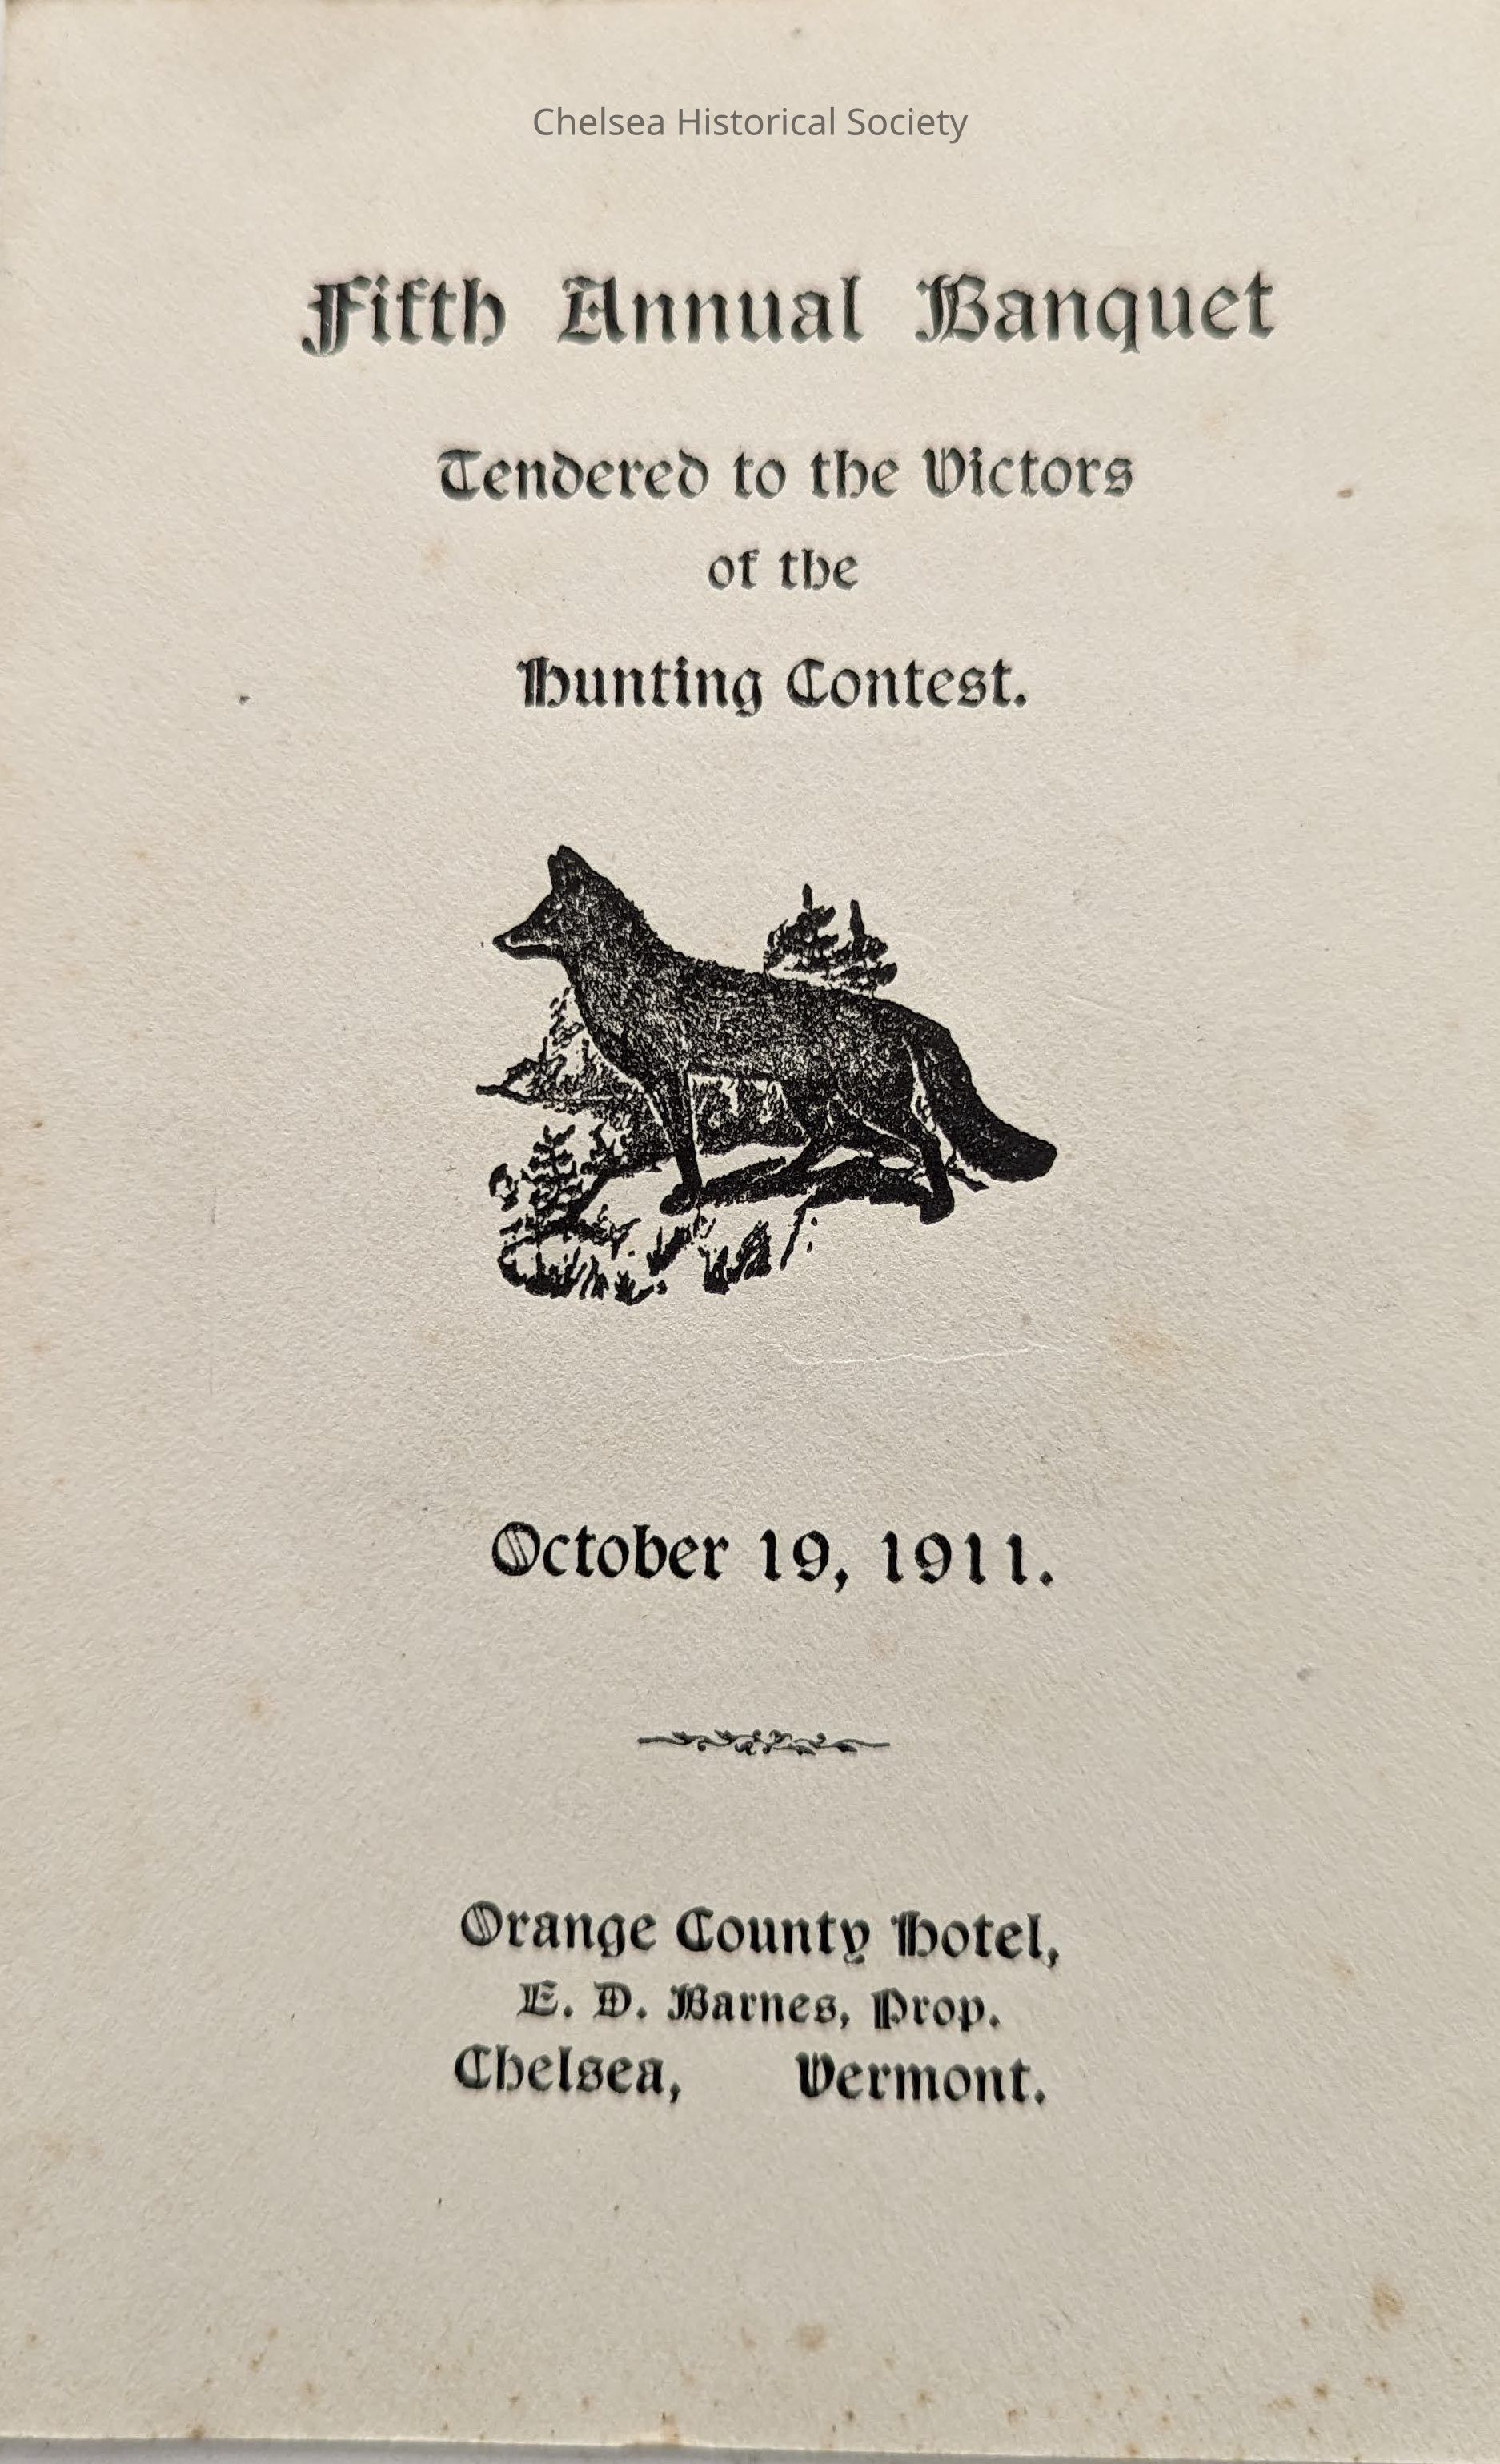 Chelsea Historical Society
Fifth Annual Banquet
Tendered to the Victors
of the
Hunting Contest.
October 19, 1911.
Orange County Hotel,
E. D. Barnes, Prop.
Chelsea, Vermont.